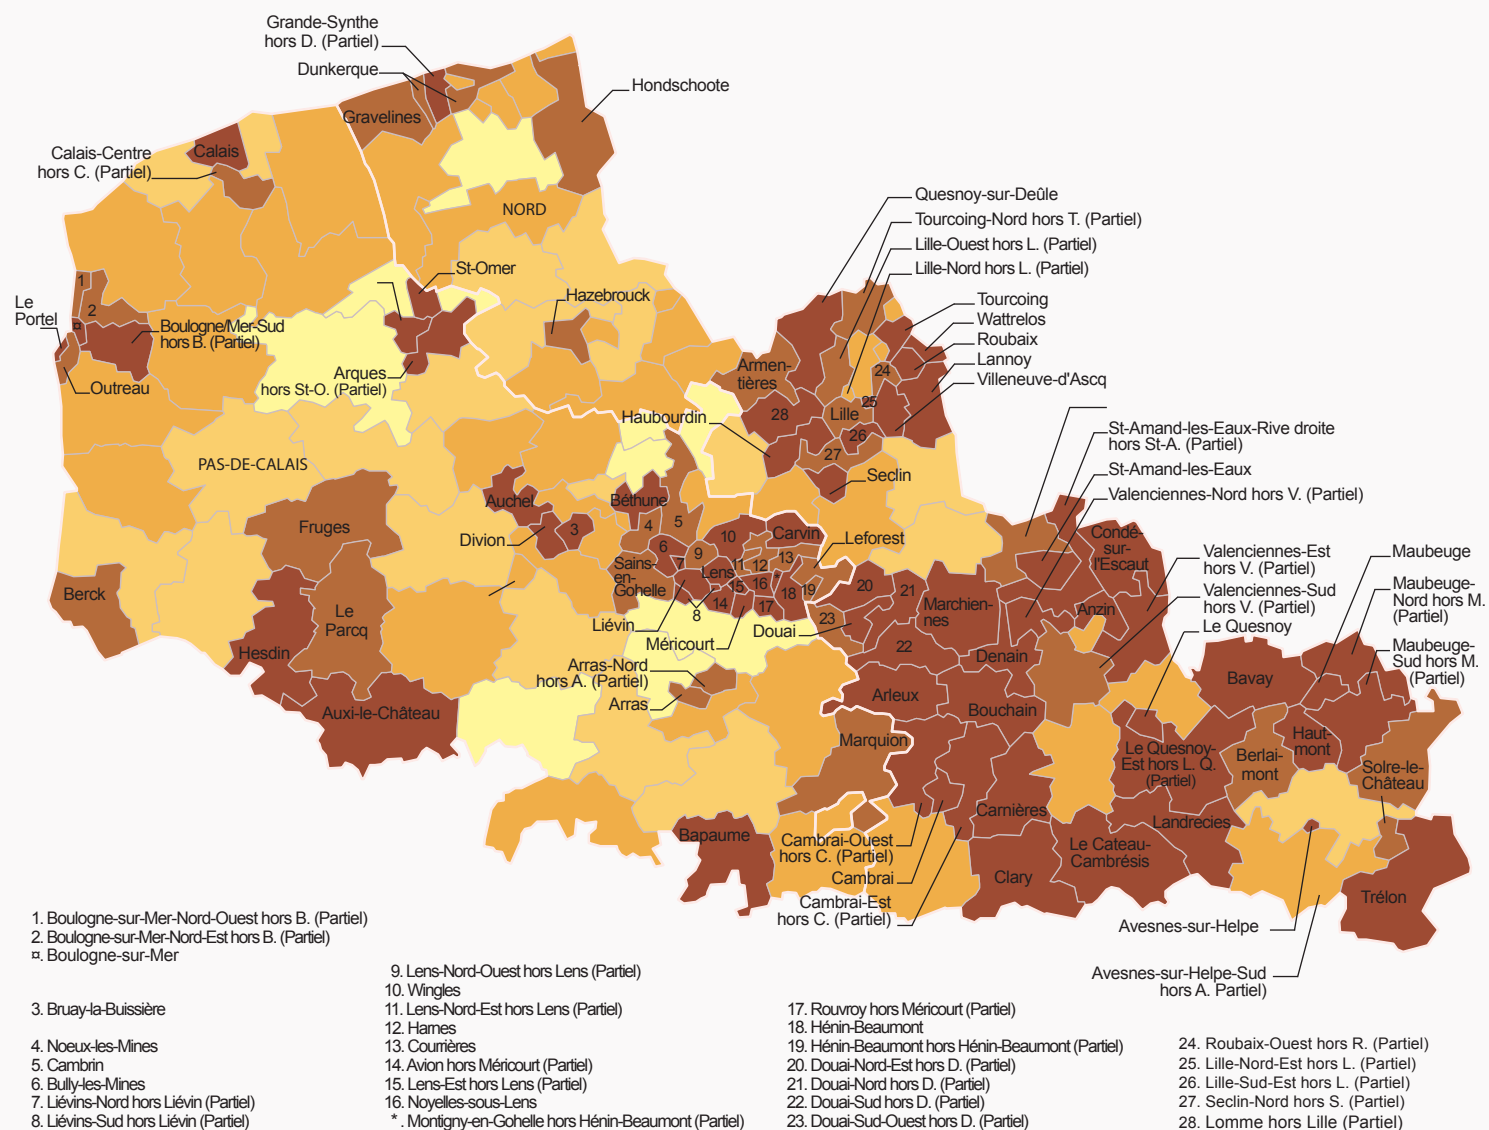 Grande-Synthe
hors D. (Partiel)
Dunkerque
Hondschoote
Gravelines
Calais-Centre
hors C. (Partiel)
Calais
NORD
Quesnoy-sur-Deûle
Tourcoing-Nord hors T. (Partiel)
Lille-Ouest hors L. (Partiel)
Lille-Nord hors L. (Partiel)
St-Omer
Hazebrouck
Tourcoing
Wattrelos
Roubaix
Lannoy
Villeneuve-d'Ascq
1
2
Le
Portel
¤
Boulogne/Mer-Sud
hors B. (Partiel)
Outreau
Arques
hors St-O. (Partiel)
Armen-
tières
24
25
Lille
28
26
27
Haubourdin
Seclin
St-Amand-les-Eaux-Rive droite
hors St-A. (Partiel)
St-Amand-les-Eaux
Valenciennes-Nord hors V. (Partiel)
PAS-DE-CALAIS
Auchel
Béthune
Fruges
Divion
3
4
5
6
7
9
10
11
12
13
Carvin
Leforest
Sains-
en-
Gohelle
Lens
15
16
*
14
17
18
19
8
Liévin
Méricourt
Douai
20
21
22
23
Condé-
sur-
l'Escaut
Valenciennes-Est
hors V. (Partiel)
Valenciennes-Sud
hors V. (Partiel)
Le Quesnoy
Maubeuge
Maubeuge-
Nord hors M.
(Partiel)
Maubeuge-
Sud hors M.
(Partiel)
Berck
Le
Parcq
Hesdin
Auxi-le-Château
Arras-Nord
hors A. (Partiel)
Arras
Marchien-
nes
Anzin
Denain
Arleux
Bouchain
Bavay
Marquion
Le Quesnoy-
Est hors L. Q.
(Partiel)
Berlai-
mont
Haut-
mont
Solre-le-
Château
Bapaume
Cambrai-Ouest
hors C. (Partiel)
Cambrai
Cambrai-Est
hors C. (Partiel)
Carnières
Le Cateau-
Cambrésis
Landrecies
Clary
Trélon
Avesnes-sur-Helpe
Avesnes-sur-Helpe-Sud
hors A. Partiel)
1. Boulogne-sur-Mer-Nord-Ouest hors B. (Partiel)
2. Boulogne-sur-Mer-Nord-Est hors B. (Partiel)
¤. Boulogne-sur-Mer
3. Bruay-la-Buissière
4. Noeux-les-Mines
5. Cambrin
6. Bully-les-Mines
7. Liévins-Nord hors Liévin (Partiel)
8. Liévins-Sud hors Liévin (Partiel)
9. Lens-Nord-Ouest hors Lens (Partiel)
10. Wingles
11. Lens-Nord-Est hors Lens (Partiel)
12. Harnes
13. Courrières
14. Avion hors Méricourt (Partiel)
15. Lens-Est hors Lens (Partiel)
16. Noyelles-sous-Lens
* . Montigny-en-Gohelle hors Hénin-Beaumont (Partiel)
17. Rouvroy hors Méricourt (Partiel)
18. Hénin-Beaumont
19. Hénin-Beaumont hors Hénin-Beaumont (Partiel)
20. Douai-Nord-Est hors D. (Partiel)
21. Douai-Nord hors D. (Partiel)
22. Douai-Sud hors D. (Partiel)
23. Douai-Sud-Ouest hors D. (Partiel)
24. Roubaix-Ouest hors R. (Partiel)
25. Lille-Nord-Est hors L. (Partiel)
26. Lille-Sud-Est hors L. (Partiel)
27. Seclin-Nord hors S. (Partiel)
28. Lomme hors Lille (Partiel)